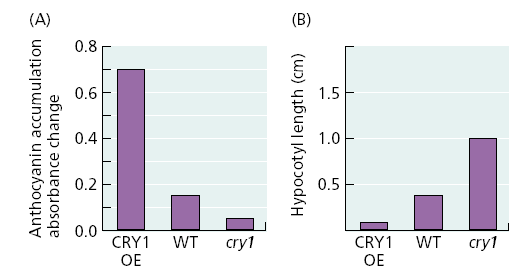 (A)
Anthocyanin accumulation
absorbance change
0.8
0.6
0.4
0.2
0.0
CRY1
OE
WT
cry1
(B)
Hypocotyl length (cm)
1.5
1.0
0.5
CRY1
OE
WT
cry1